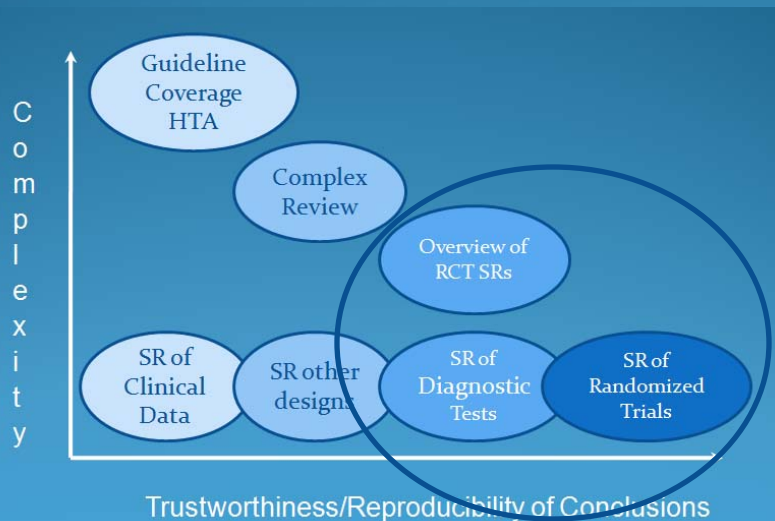 Complexity
Guideline
Coverage
HTA
Complex
Review
Overview of
RCT SRs
SR of
Clinical
Data
SR other
designs
SR of
Diagnostic
Tests
SR of
Randomized
Trials
Trustworthiness/Reproducibility of Conclusions